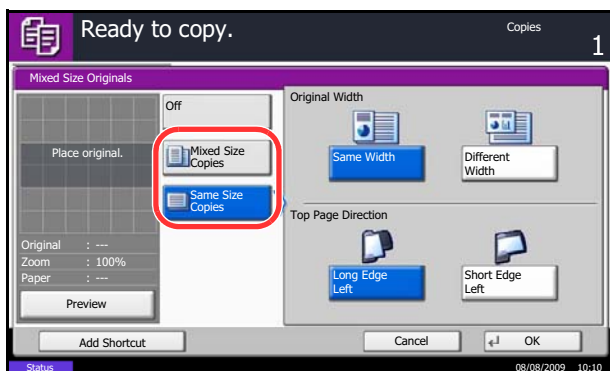 Ready to copy.
Copies
1
Mixed Size Originals
Place original.
Original : ---
Zoom : 100%
Paper : ---
Preview
Off
Mixed Size
Copies
Same Size
Copies
Original Width
Same Width
Different
Width
Top Page Direction
Long Edge
Left
Short Edge
Left
Add Shortcut
Cancel
OK
Status
08/08/2009 10:10